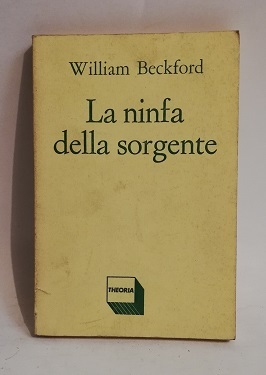 William Beckford
La ninfa
della sorgente
THEORIA